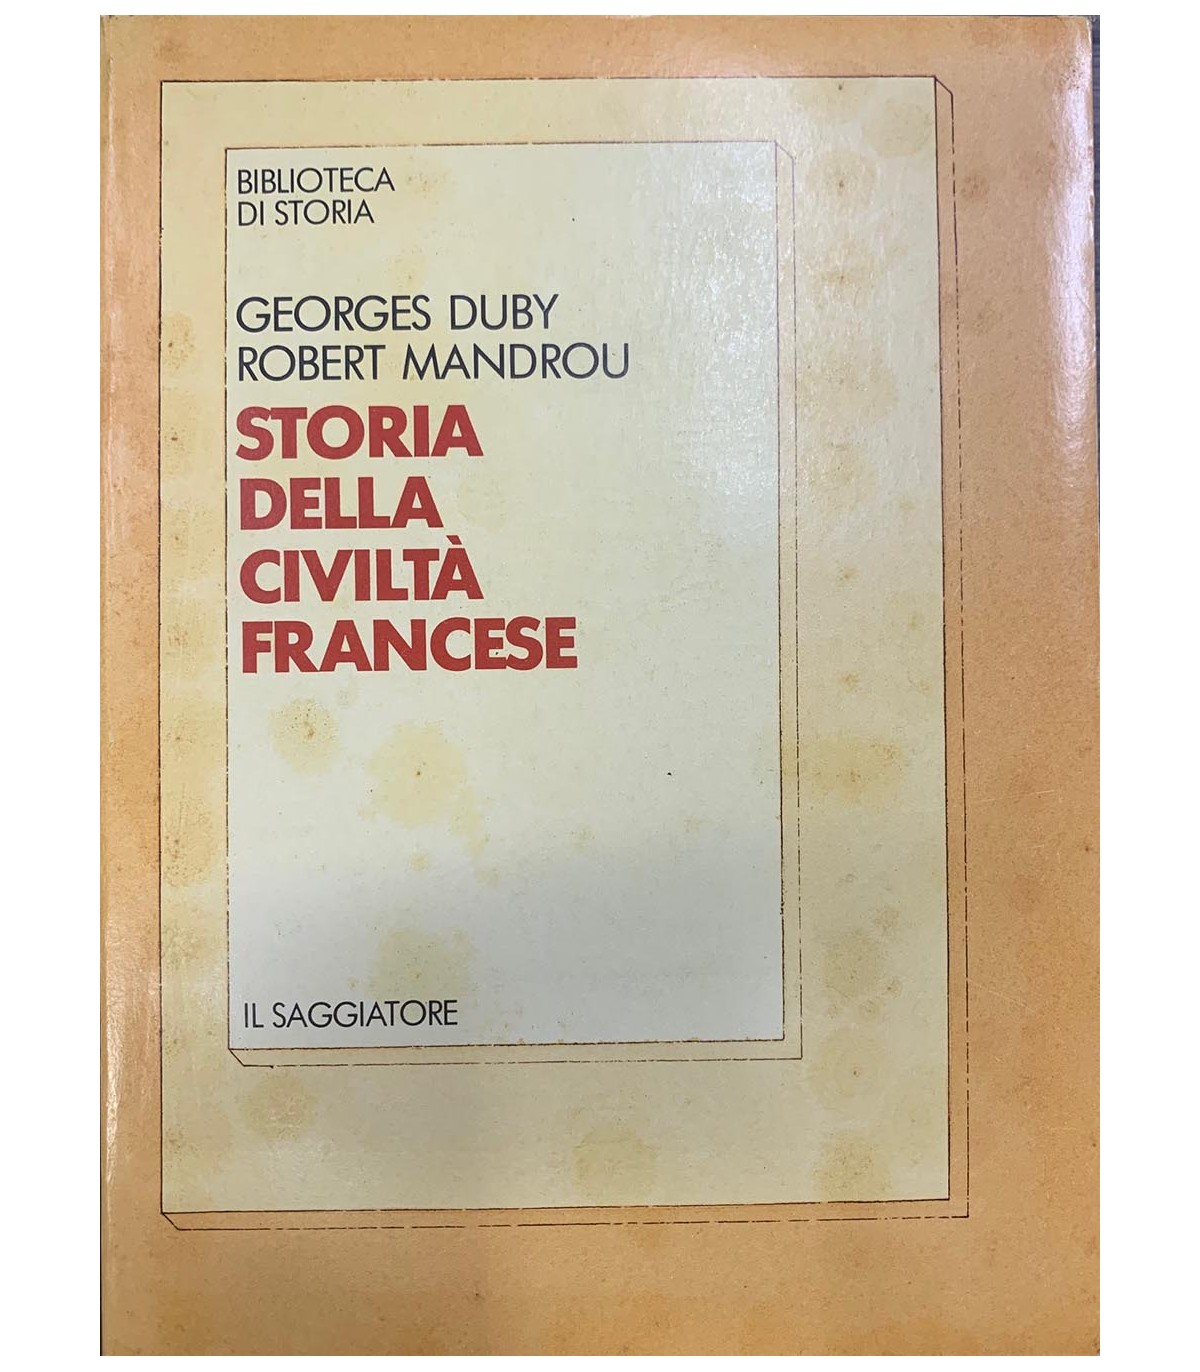 BIBLIOTECA
DI STORIA
GEORGES DUBY
ROBERT MANDROU
STORIA
DELLA
CIVILTÀ
FRANCESE
IL SAGGIATORE